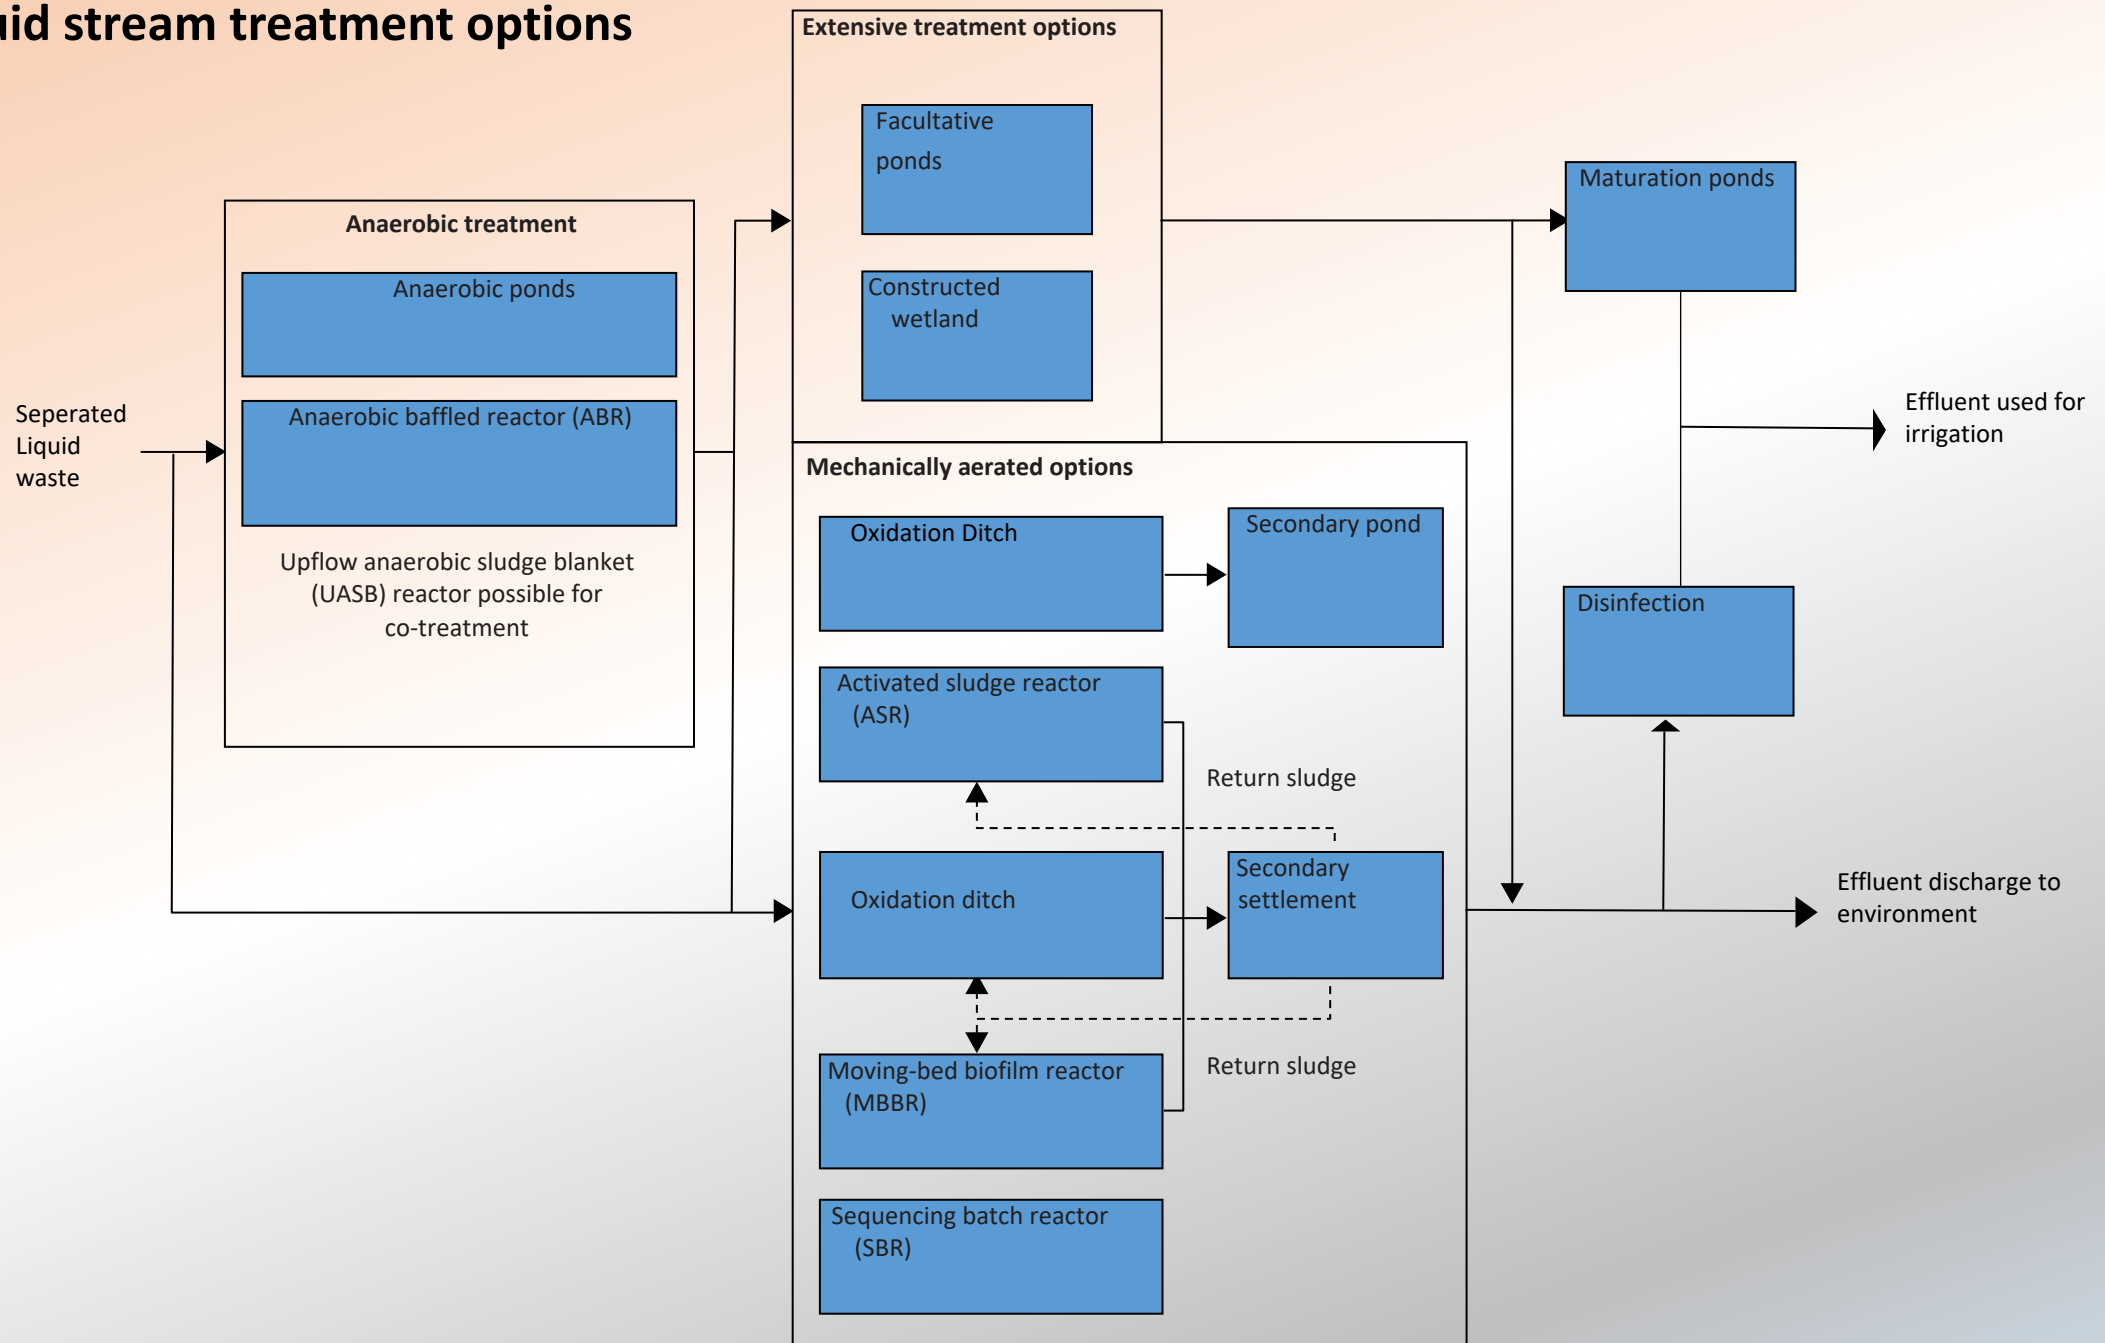 uid stream treatment options
Extensive treatment options
Facultative
ponds
Constructed
wetland
Maturation ponds
Anaerobic treatment
Anaerobic ponds
Anaerobic baffled reactor (ABR)
Upflow anaerobic sludge blanket
(UASB) reactor possible for
co-treatment
Seperated
Liquid
waste
Effluent used for
irrigation
Mechanically aerated options
Oxidation Ditch
Secondary pond
Disinfection
Activated sludge reactor
(ASR)
Return sludge
Oxidation ditch
Secondary
settlement
Effluent discharge to
environment
Return sludge
Moving-bed biofilm reactor
(MBBR)
Sequencing batch reactor
(SBR)